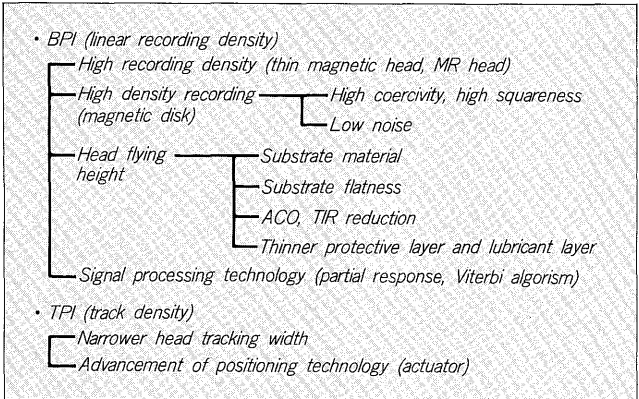 • BPI (linear recording density)
High recording density (thin magnetic head, MR head)
High density recording
(magnetic disk)
High coercivity, high squareness
Low noise
Head flying
height
Substrate material
Substrate flatness
ACO, TIR reduction
Thinner protective layer and lubricant layer
Signal processing technology (partial response, Viterbi algorism)
• TPI (track density)
Narrower head tracking width
Advancement of positioning technology (actuator)